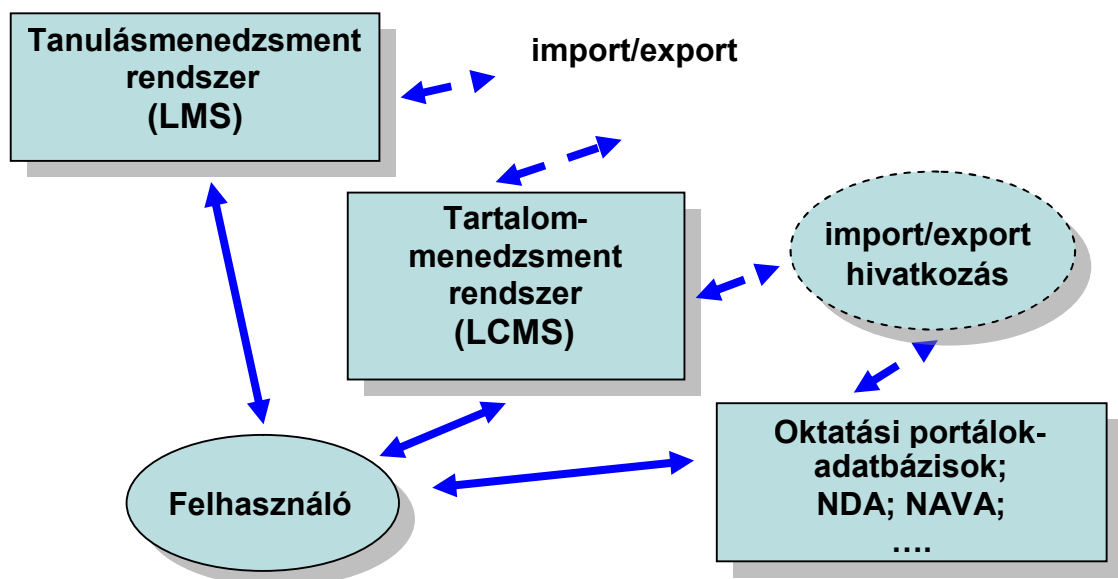 Tanulásmenedzsment
rendszer
(LMS)
import/export
Tartalom-
menedzsment
rendszer
(LCMS)
import/export
hivatkozás
Felhasználó
Oktatási portálok-
adatbázisok;
NDA; NAVA;
....